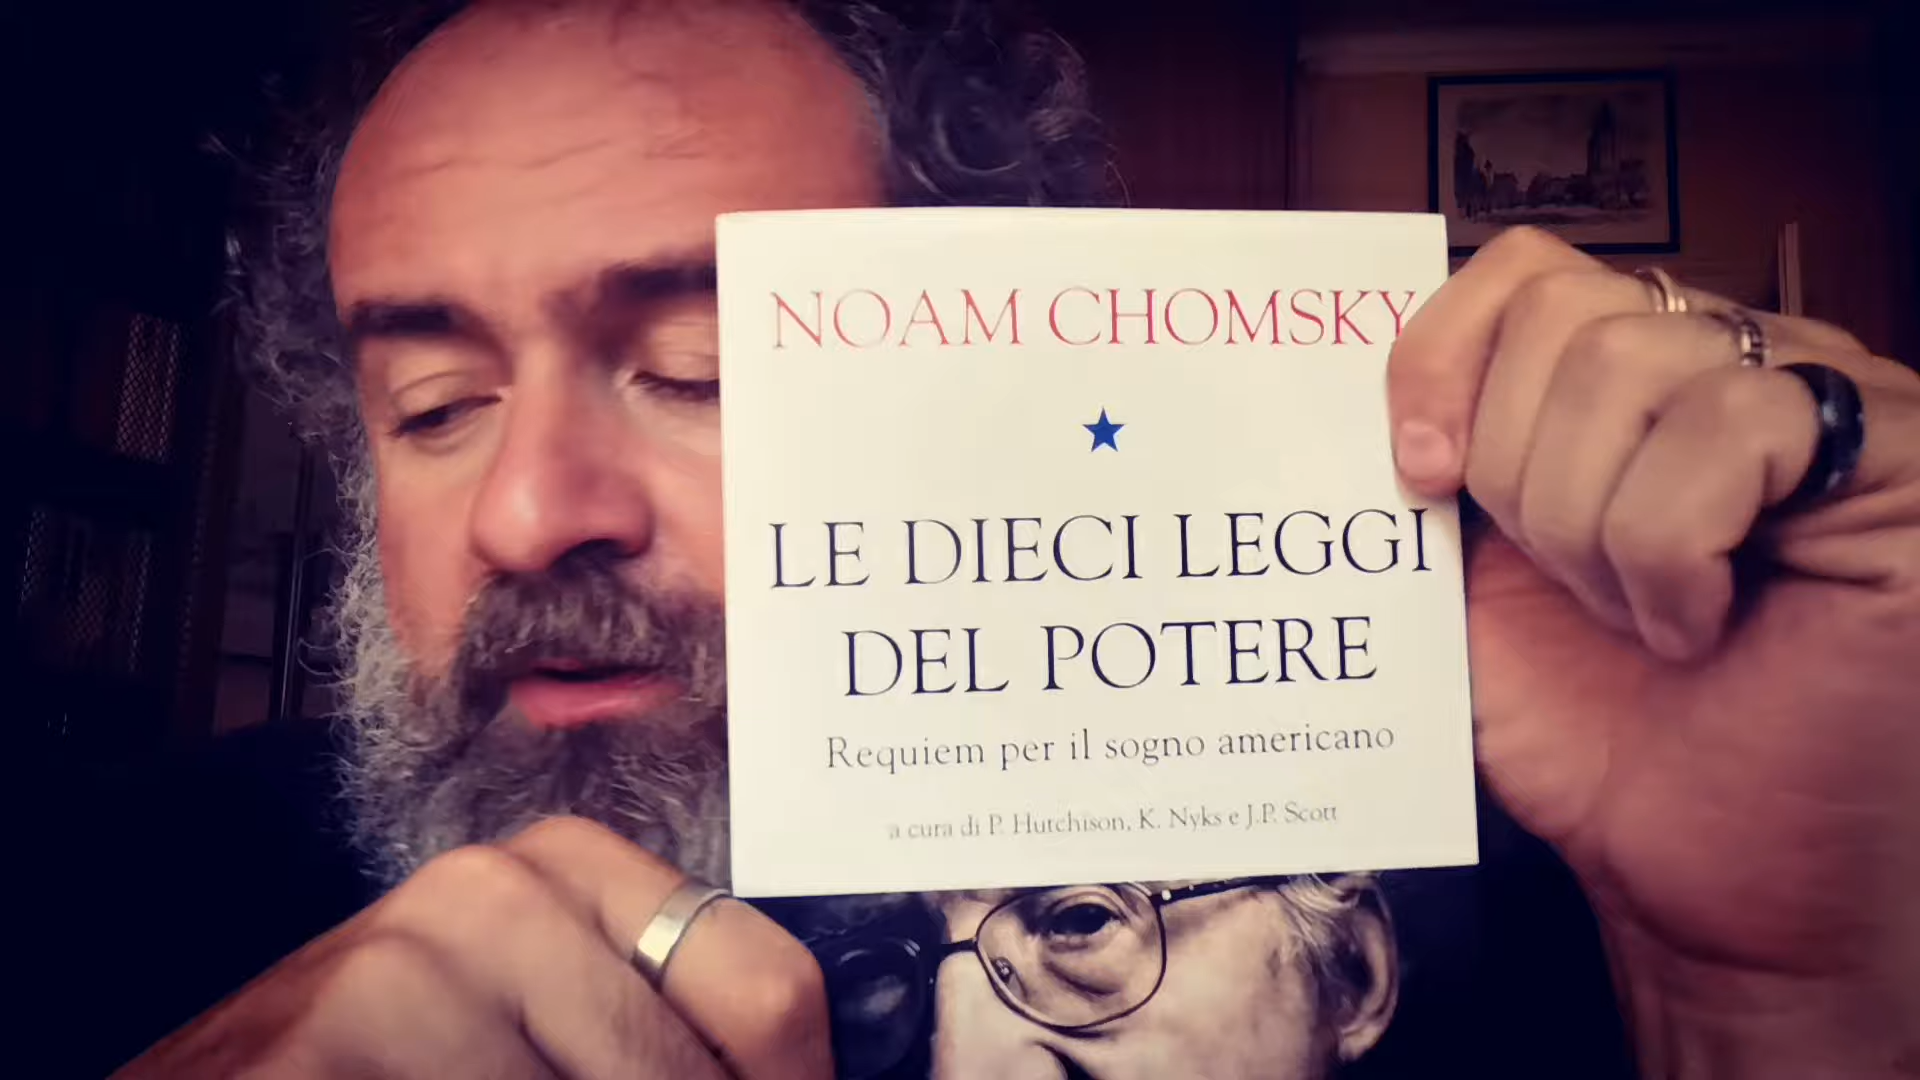 NOAM CHOMSKY
LE DIECI LEGGI
DEL POTERE
Requiem per il sogno americano
a cura di P. Hutchison, K. Nyks e J.P. Scott